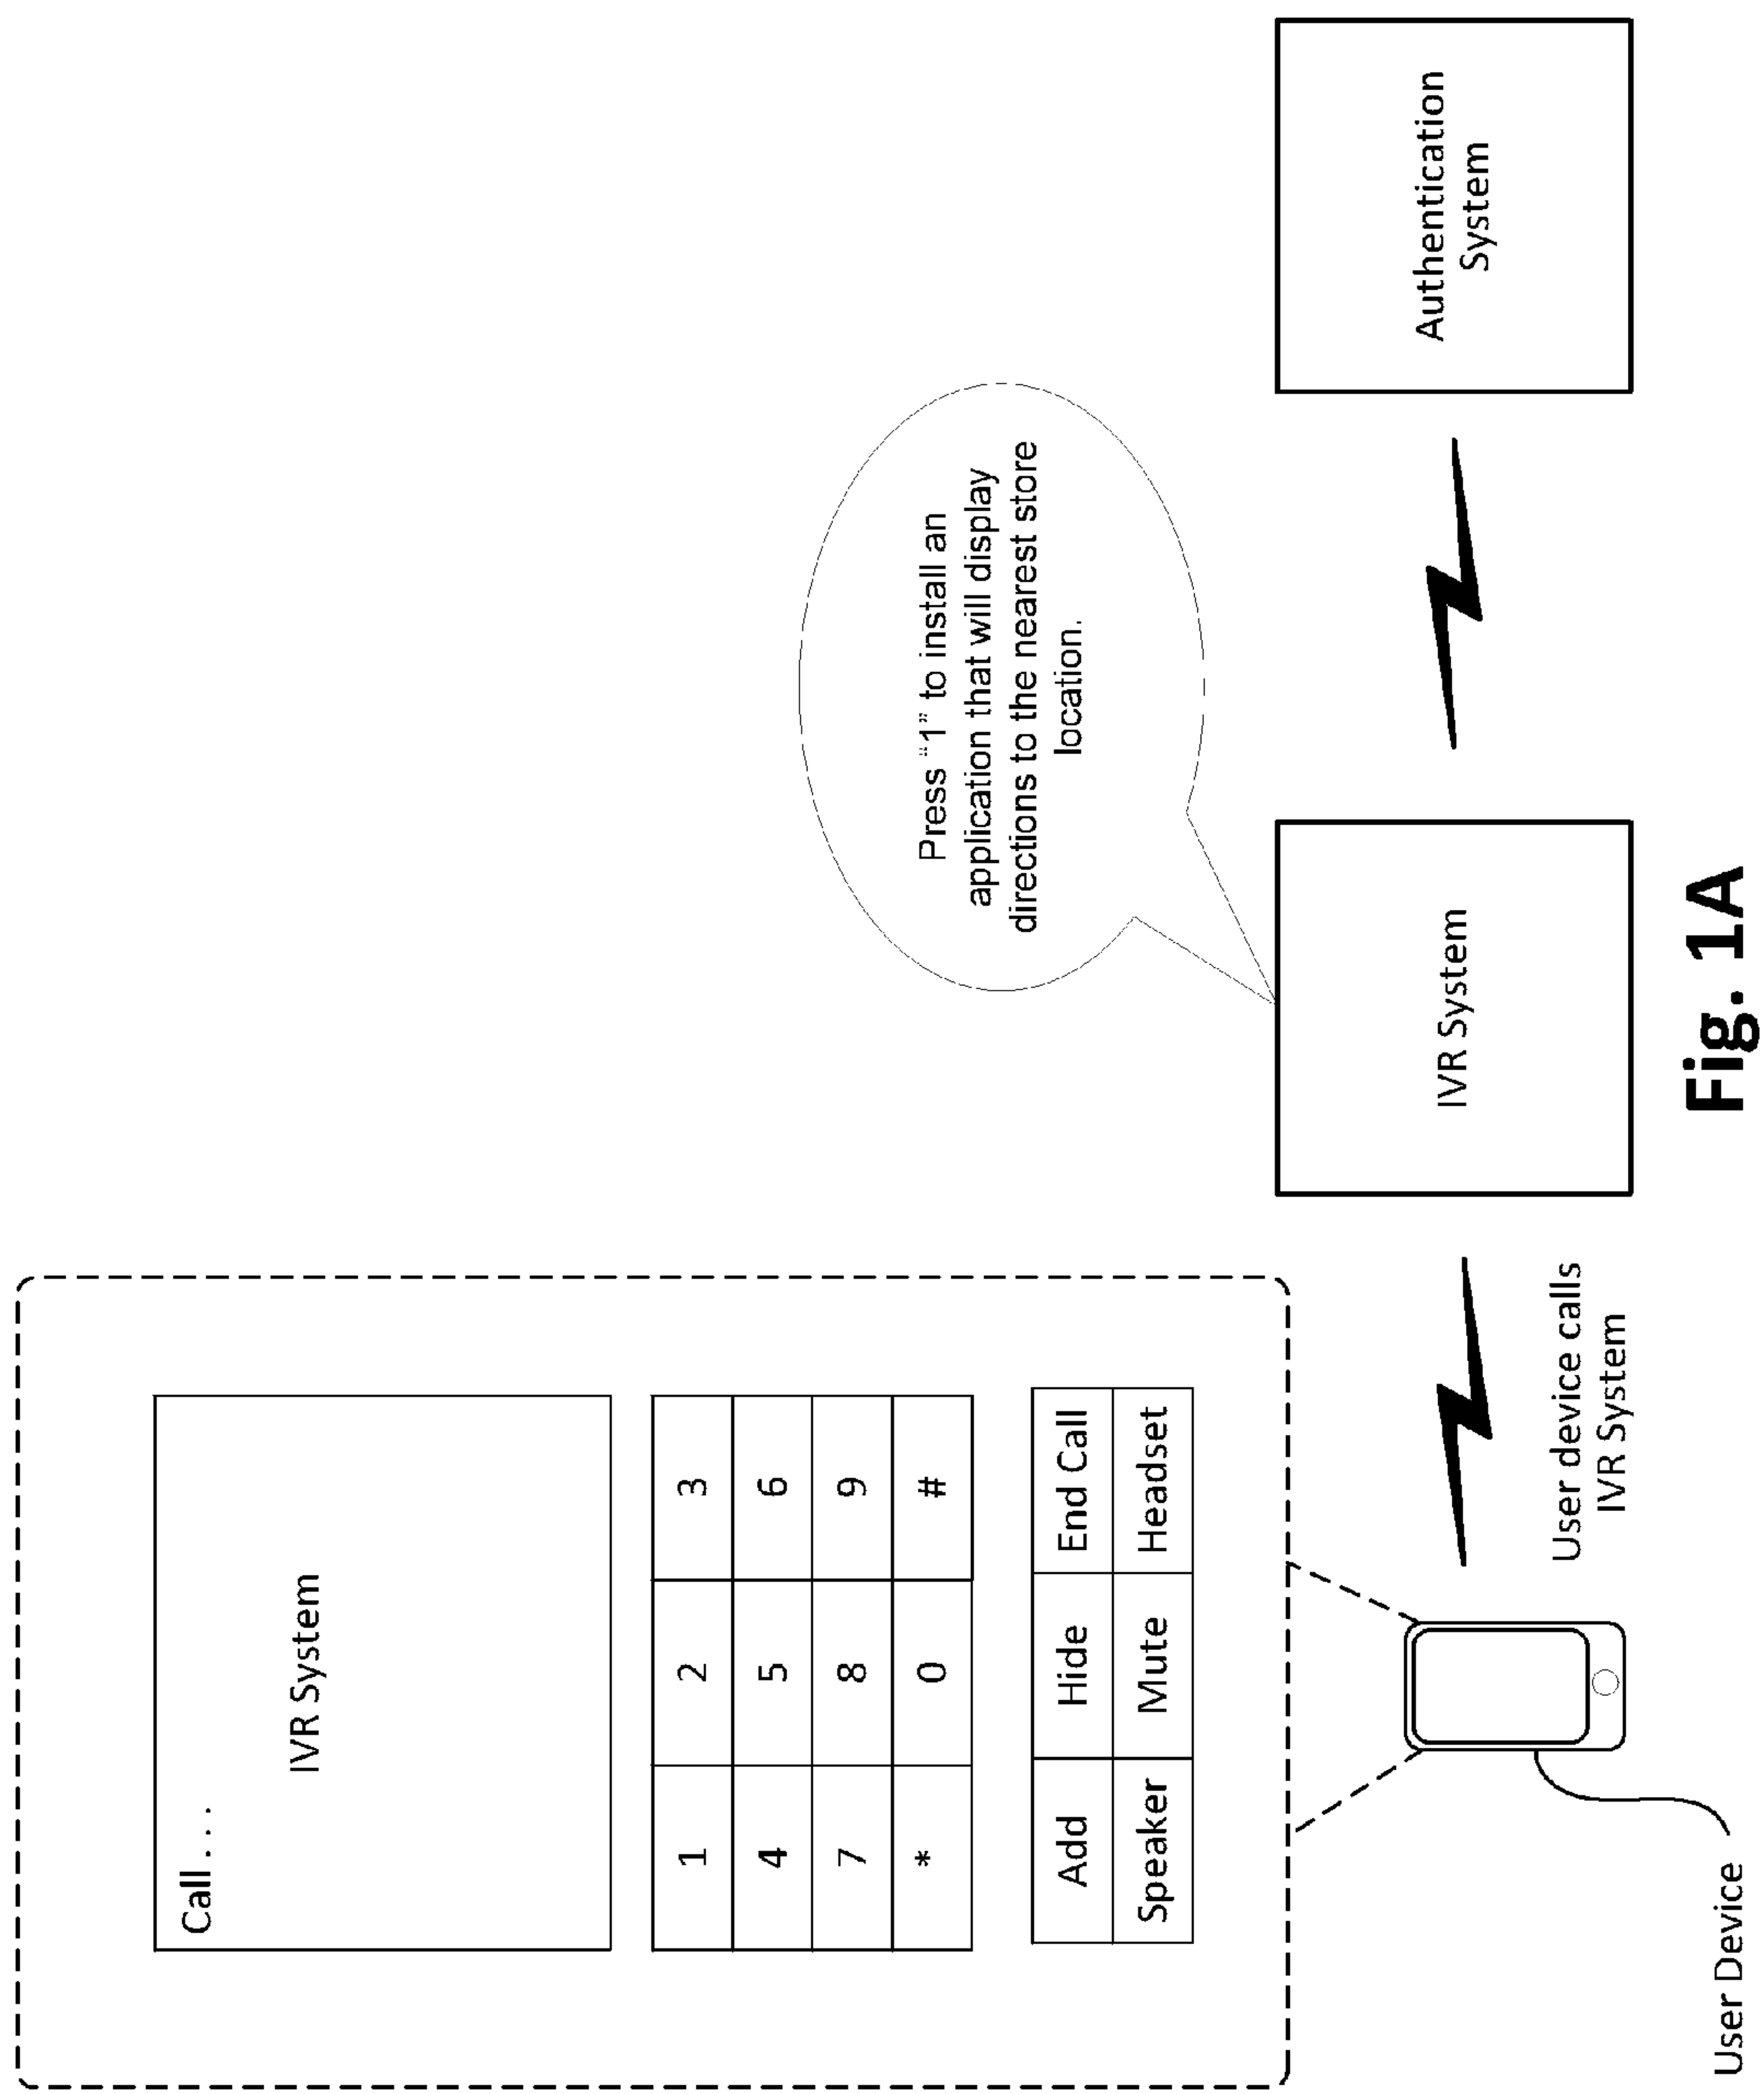 Call . . . .
IVR System
1 2 3
4 5 6
7 8 9
* 0 #
Add Hide End Call
Speaker Mute Headset
Press “1” to install an
application that will display
directions to the nearest store
location.
User Device
User device calls
IVR System
IVR System
Authentication
System
Fig. 1A